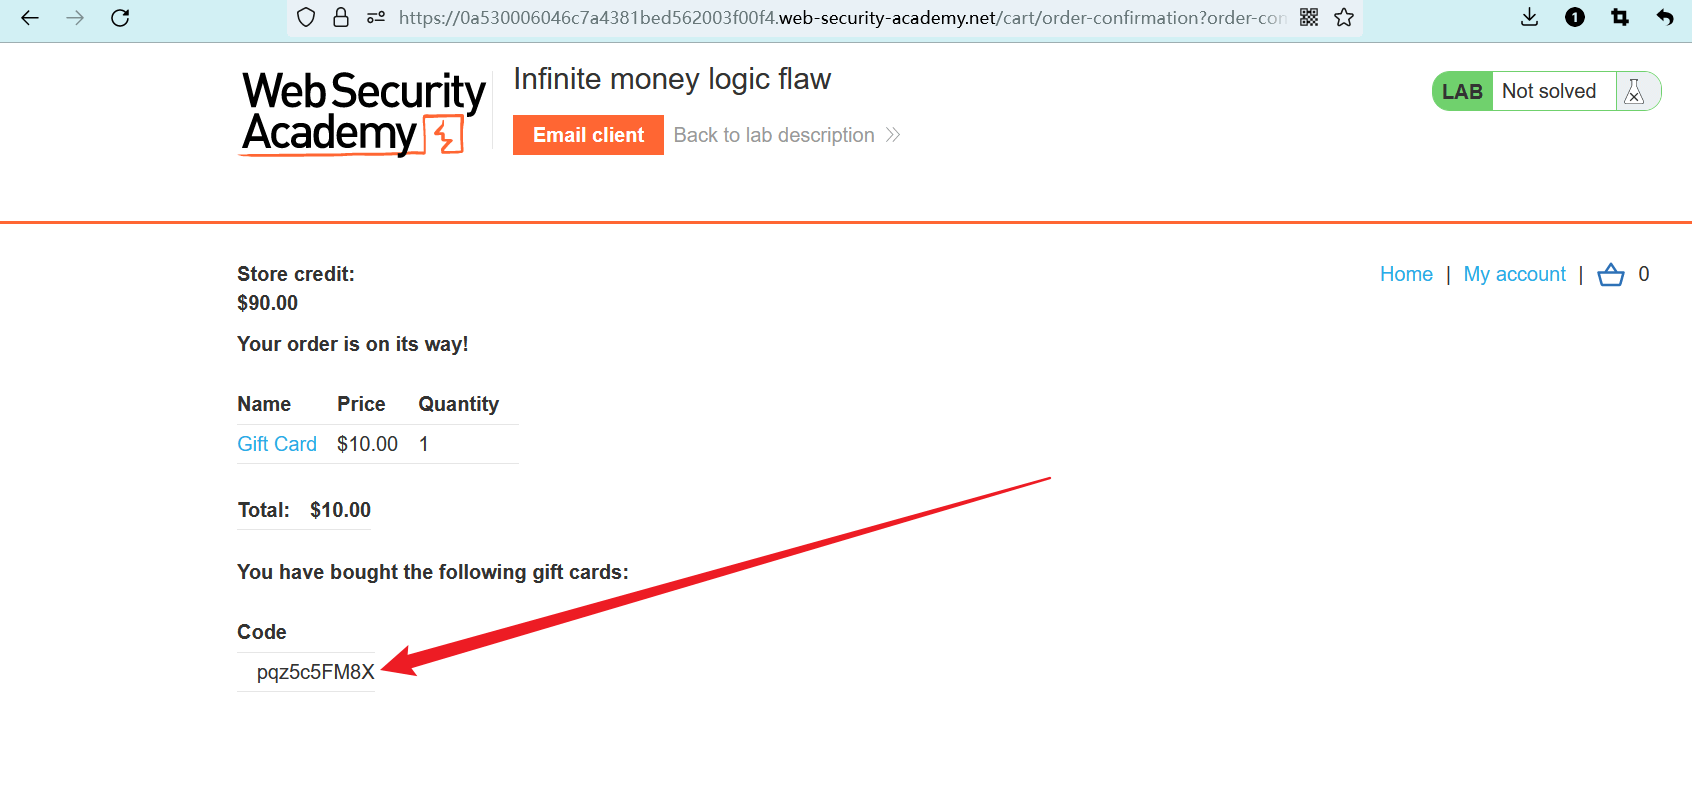 https://0a530006046c7a4381bed562003f00f4.web-security-academy.net/cart/order-confirmation?order-con
1
Web Security
Academy
Infinite money logic flaw
Email client
Back to lab description
LAB
Not solved
Store credit:
$90.00
Home | My account | 0
Your order is on its way!
Name Price Quantity
Gift Card $10.00 1
Total: $10.00
You have bought the following gift cards:
Code
pqz5c5FM8X